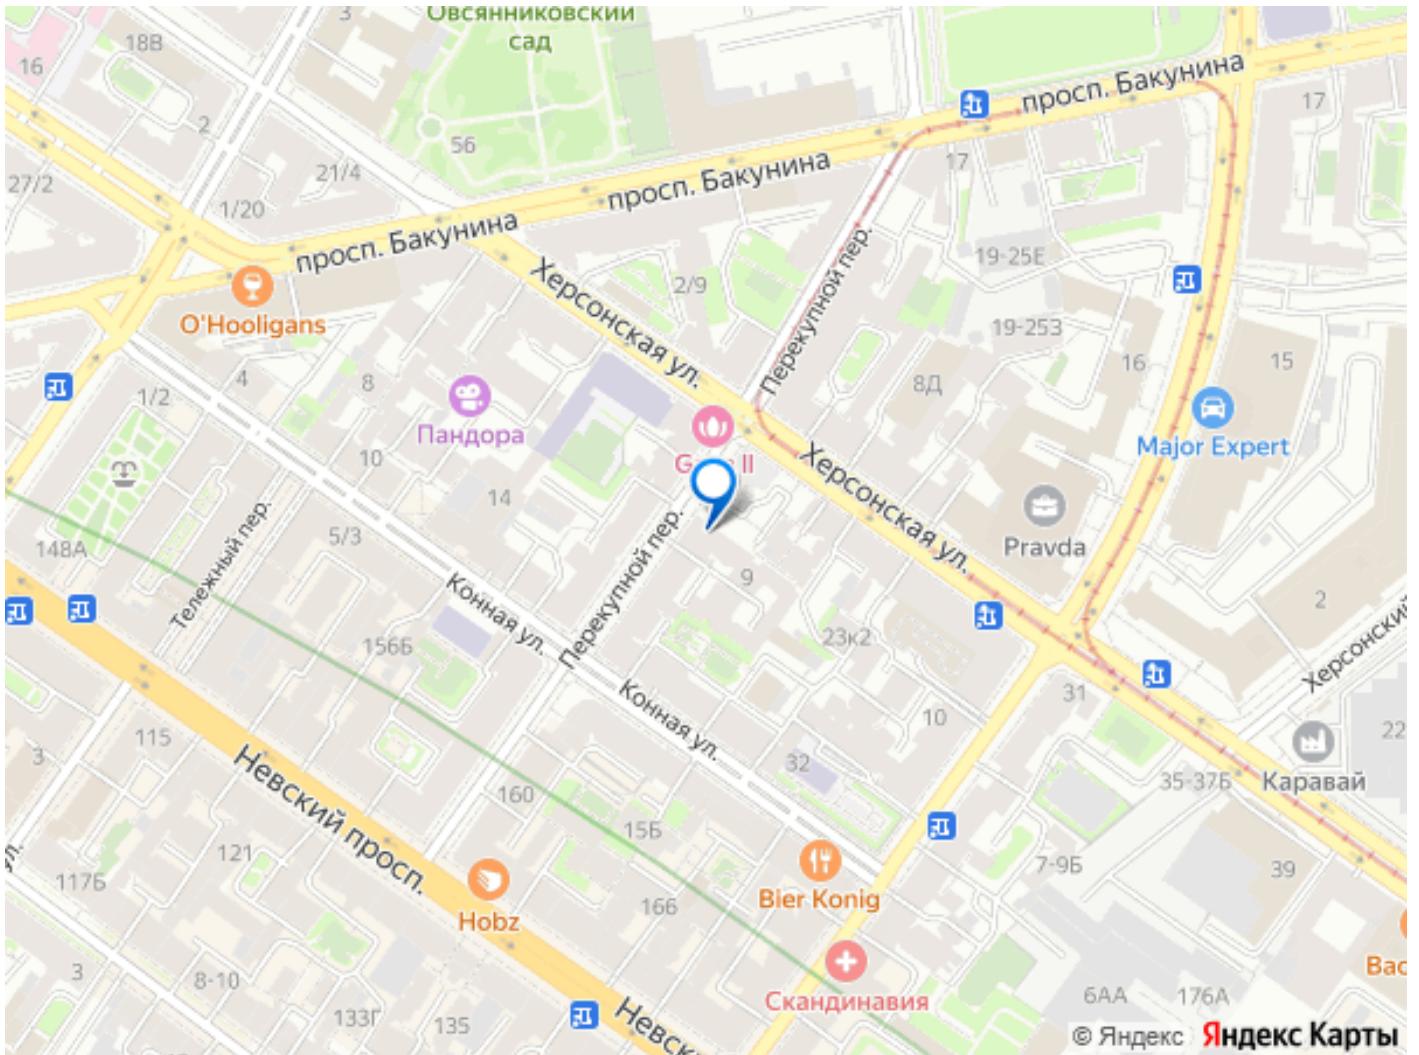 Овсянниковский
сад
3
18В
16
2
56
27/2
21/4
1/20
просп. Бакунина
просп. Бакунина
просп. Бакунина
17
17
O'Hooligans
Херсонская ул.
2/9
Перекупной пер.
19-25Е
19-253
16
15
8Д
Major Expert
1/2
4
8
Пандора
10
14
5/3
148А
Тележный пер.
Конная ул.
156Б
Перекупной пер.
9
Херсонская ул.
Pravda
2
Херсонский
23к2
10
31
22
Каравай
35-37Б
Конная ул.
32
3
115
Невский просп.
160
15Б
121
117Б
ул.
Hobz
166
Bier Konig
7-9Б
39
3
8-10
133Г
135
Скандинавия
6АА
176А
Вас
Невск
© Яндекс
Яндекс Карты